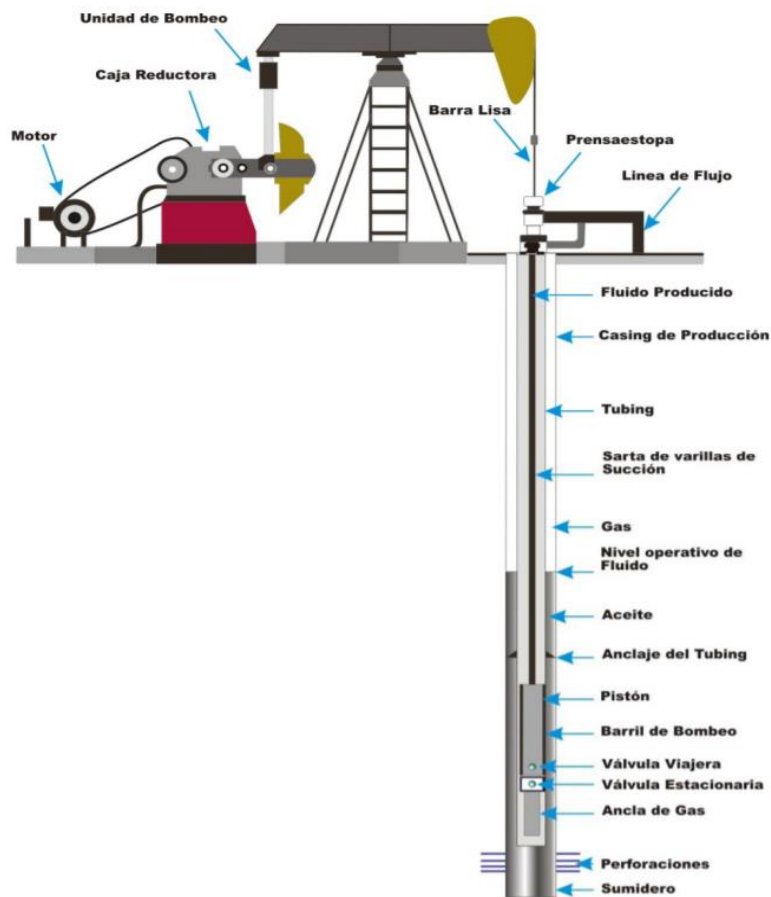 Unidad de Bombeo
Caja Reductora
Motor
Barra Lisa
Prensaestopa
Linea de Flujo
Fluido Producido
Casing de Producción
Tubing
Sarta de varillas de
Succión
Gas
Nivel operativo de
Fluido
Aceite
Anclaje del Tubing
Pistón
Barril de Bombeo
Válvula Viajera
Válvula Estacionaria
Ancla de Gas
Perforaciones
Sumidero